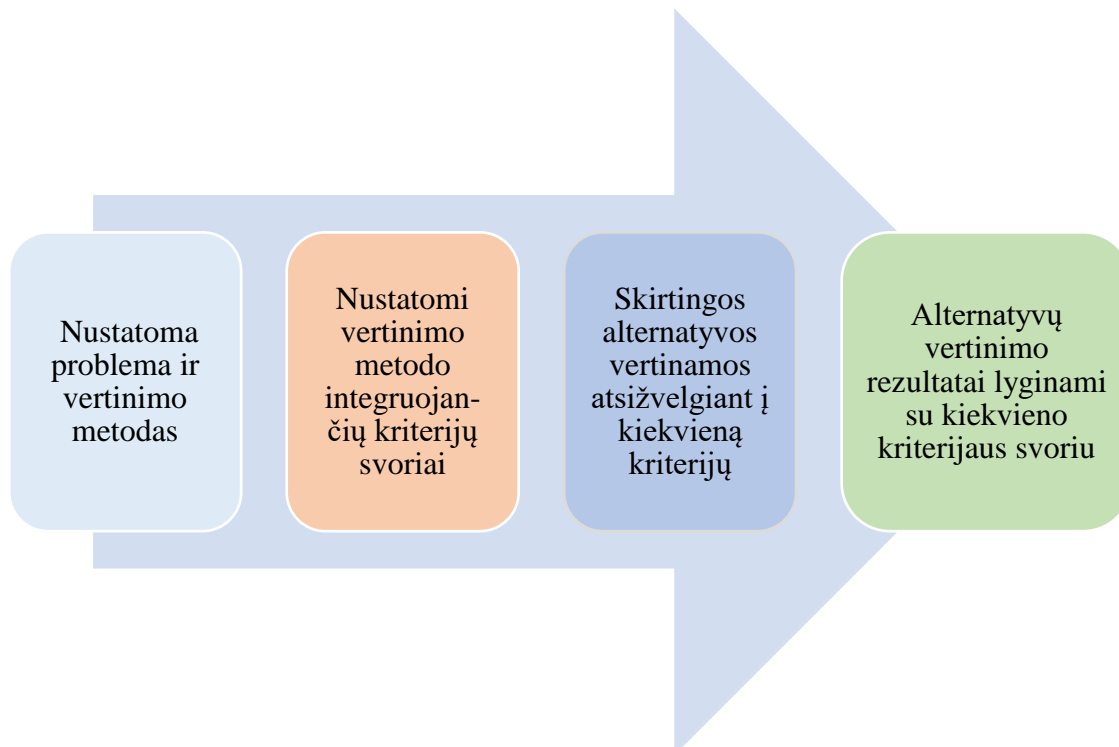 Nustatoma
problema ir
vertinimo
metodas
Nustatomi
vertinimo
metodo
integruojan-
čių kriterijų
svoriai
Skirtingos
alternatyvos
vertinamos
atsižvelgiant į
kiekvieną
kriterijų
Alternatyvų
vertinimo
rezultatai lyginami
su kiekvieno
kriterijaus svoriu